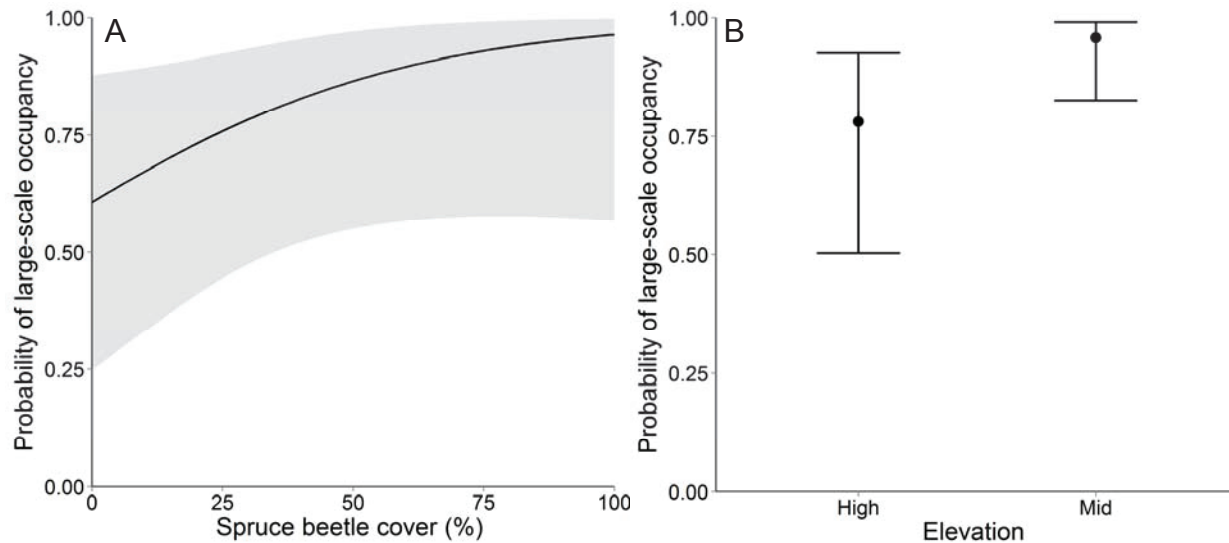 A
Probability of large-scale occupancy
1.00
0.75
0.50
0.25
0.00
0
25
50
75
100
Spruce beetle cover (%)
B
Probability of large-scale occupancy
1.00
0.75
0.50
0.25
0.00
High
Mid
Elevation